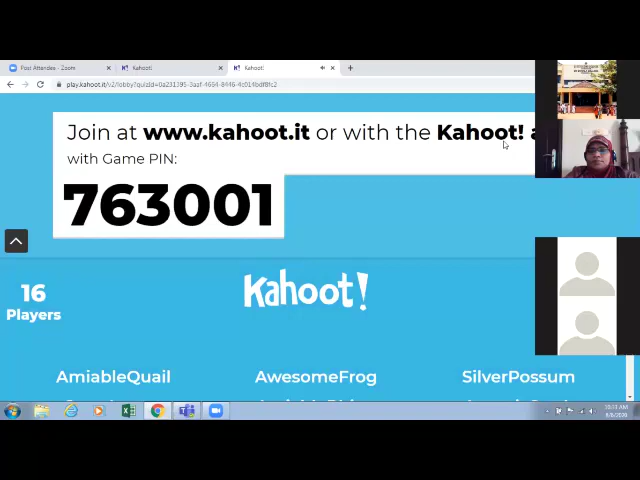 Post Attendee - Zoom
Kahoot!
Kahoot!
Join at www.kahoot.it or with the Kahoot! a
with Game PIN:
763001
16
Players
Kahoot!
AmiableQuail
AwesomeFrog
SilverPossum